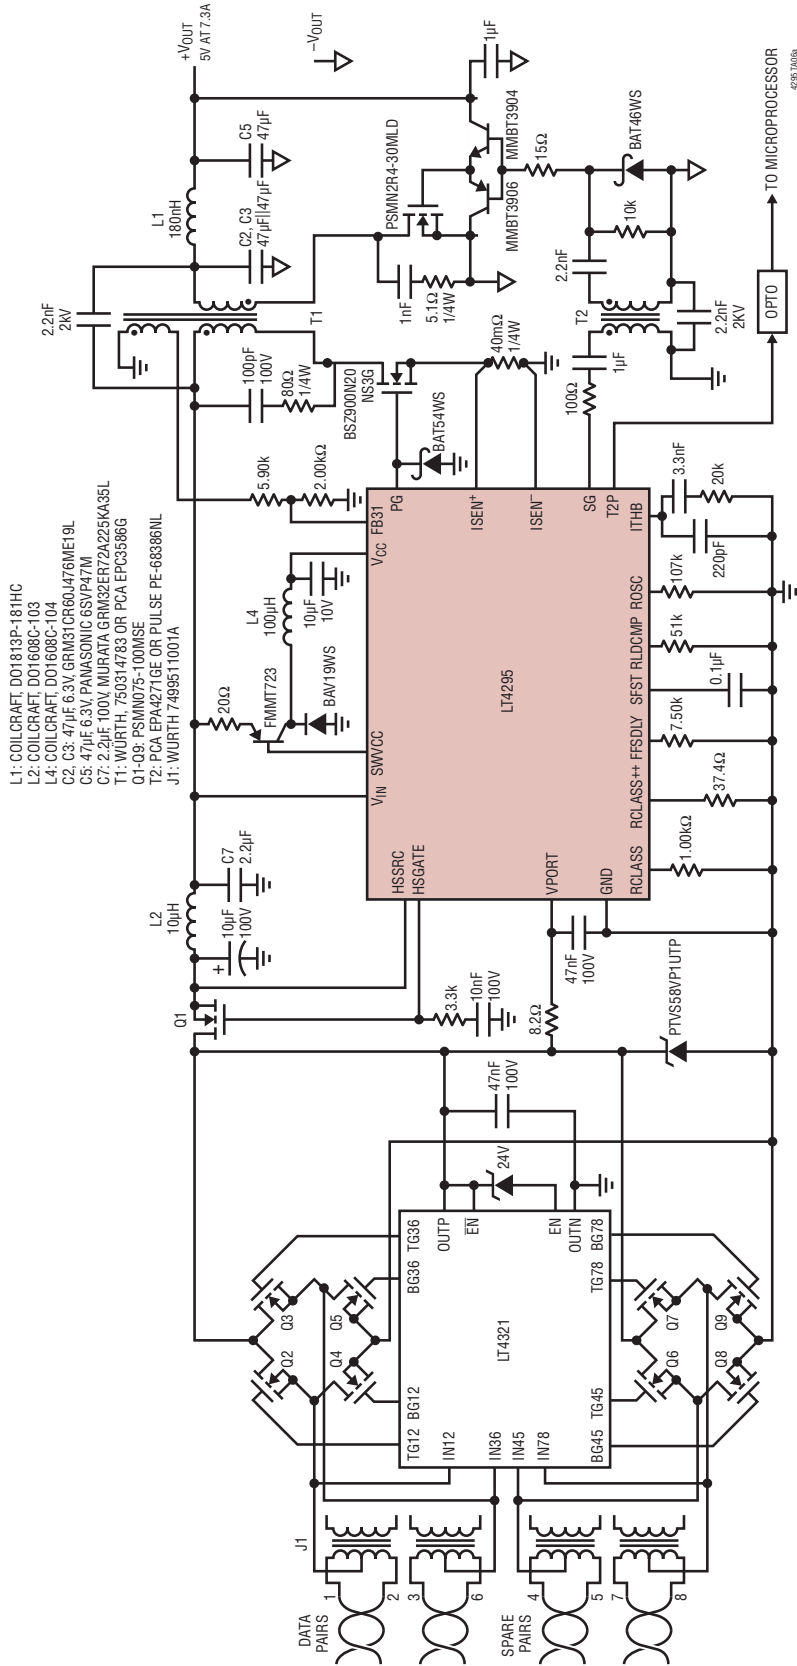 L1: COILCRAFT, DO1813P-181HC
L2: COILCRAFT, DO1608C-103
L4: COILCRAFT, DO1608C-104
C2, C3: 47µF, 6.3V, GRM31CR60J476ME19L
C5: 47µF, 6.3V, PANASONIC 6SVP47M
C7: 2.2µF, 100V, MURATA GRM32ER72A225KA35L
T1: WÜRTH, 750314783 OR PCA EPC3586G
Q1-Q9: PSMN075-100MSE
T2: PCA EPA4271GE OR PULSE PE-68386NL
J1: WURTH 7499511001A
DATA
PAIRS
1
2
3
6
SPARE
PAIRS
4
5
7
8
J1
Q2
Q3
Q4
Q5
Q6
Q7
Q8
Q9
TG12
BG12
BG36
TG36
IN12
IN36
IN45
IN78
LT4321
OUTP
EN
EN
OUTN
BG45
TG45
TG78
BG78
24V
47nF
100V
Q1
+
10µF
100V
L2
10µH
C7
2.2µF
3.3k
10nF
100V
8.2Ω
47nF
100V
PTVS58VP1UTP
HSSRC
HSGATE
VPORT
GND
VIN
SWVCC
VCC
FB31
LT4295
PG
ISEN+
ISEN−
SG
T2P
RCLASS
RCLASS++
FFSDLY
SFST
RLDCMP
ROSC
ITHB
1.00kΩ
37.4Ω
7.50k
0.1µF
51k
107k
220pF
3.3nF
20k
20Ω
FMMT723
BAV19WS
L4
100µH
10µF
10V
5.90k
2.00kΩ
100pF
100V
80Ω
1/4W
BSZ900N20
NS3G
BAT54WS
40mΩ
1/4W
100Ω
1µF
T2
2.2nF
2KV
2.2nF
10k
BAT46WS
15Ω
OPTO
TO MICROPROCESSOR
2.2nF
2KV
T1
L1
180nH
C2, C3
47µF||47µF
C5
47µF
+VOUT
5V AT 7.3A
−VOUT
1nF
5.1Ω
1/4W
PSMN2R4-30MLD
MMBT3906
MMBT3904
1µF
4295 TA06a